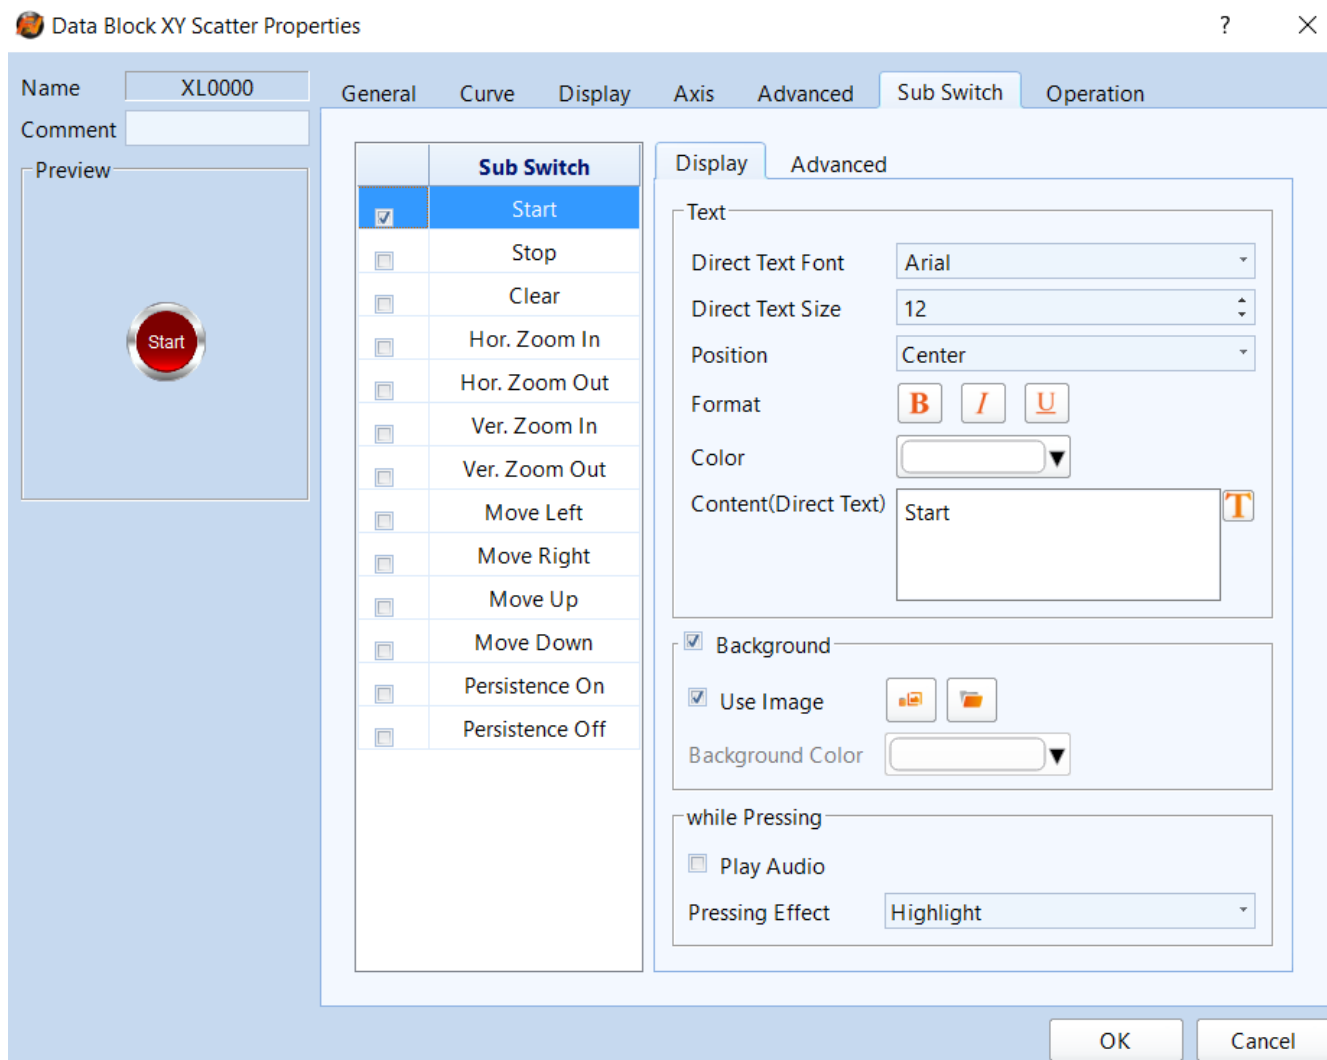 Data Block XY Scatter Properties
?
Name XL0000
Comment
Preview
Start
General Curve Display Axis Advanced Sub Switch Operation
Sub Switch
Start
Stop
Clear
Hor. Zoom In
Hor. Zoom Out
Ver. Zoom In
Ver. Zoom Out
Move Left
Move Right
Move Up
Move Down
Persistence On
Persistence Off
Display Advanced
Text
Direct Text Font Arial
Direct Text Size 12
Position Center
Format B I U
Color
Content(Direct Text) Start T
Background
Use Image
Background Color
while Pressing
Play Audio
Pressing Effect Highlight
OK Cancel